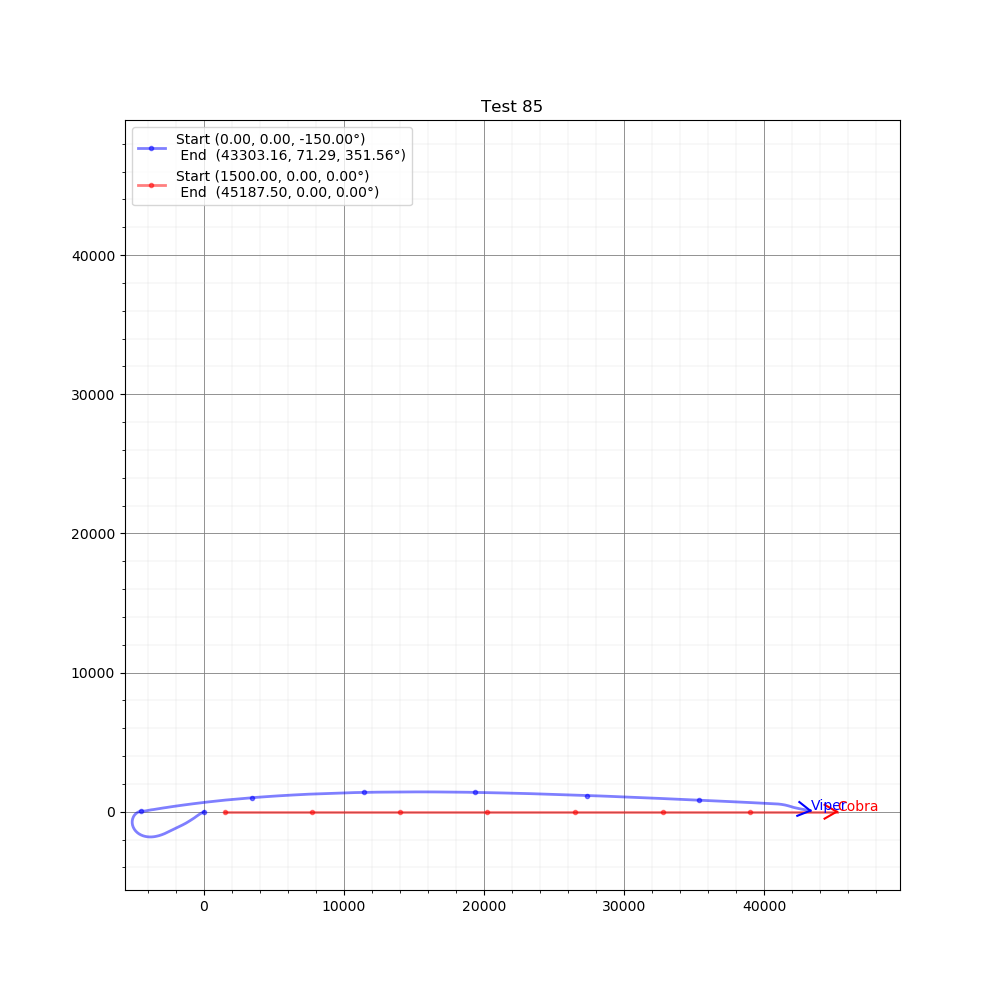 Test 85
Start (0.00, 0.00, -150.00°)
End (43303.16, 71.29, 351.56°)
Start (1500.00, 0.00, 0.00°)
End (45187.50, 0.00, 0.00°)
40000
30000
20000
10000
0
Viper
Cobra
0
10000
20000
30000
40000